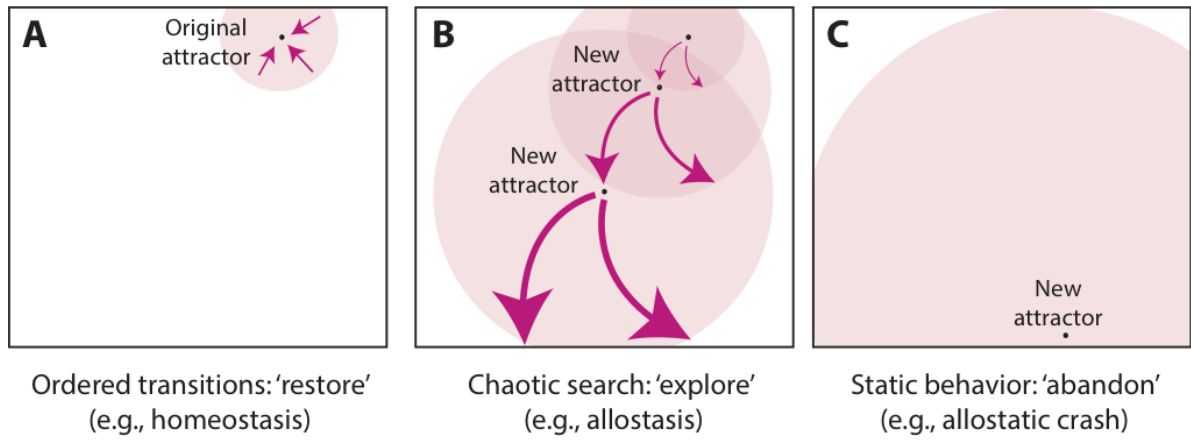 A
Original
attractor
B
New
attractor
New
attractor
C
New
attractor
Ordered transitions: ‘restore’
(e.g., homeostasis)
Chaotic search: ‘explore’
(e.g., allostasis)
Static behavior: ‘abandon’
(e.g., allostatic crash)